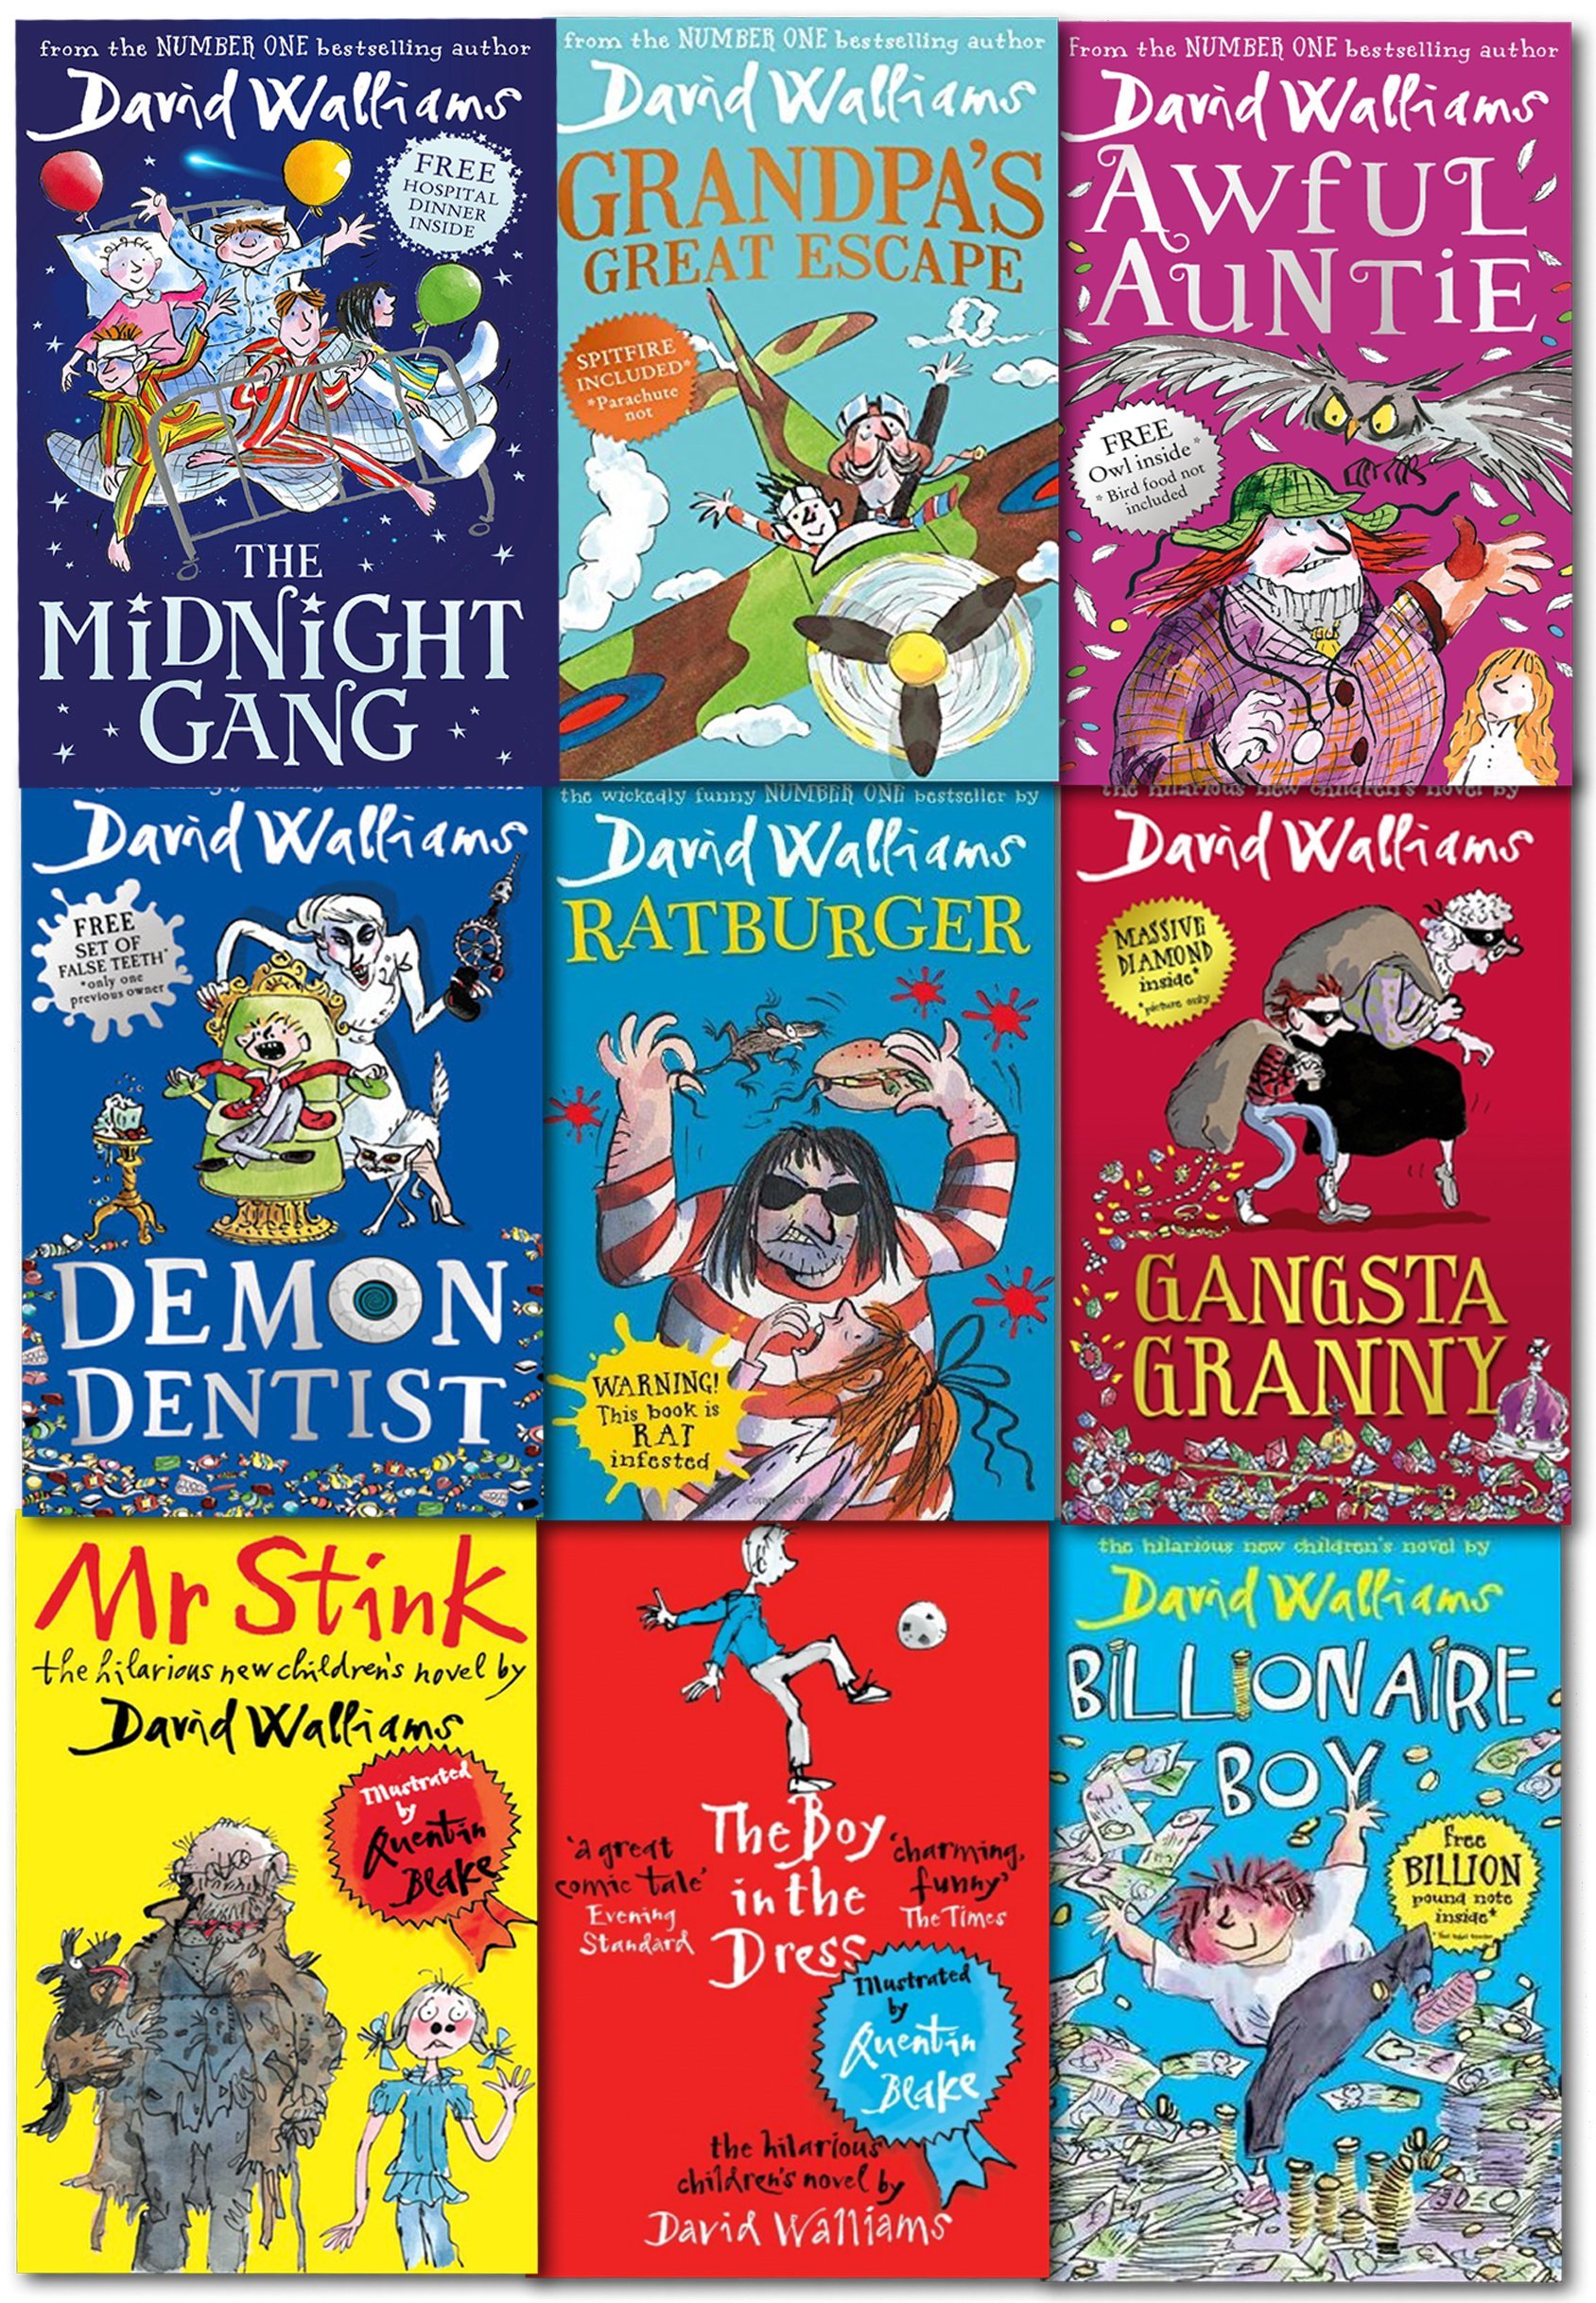 from the NUMBER ONE bestselling author
David Walliams
FREE
HOSPITAL
DINNER
INSIDE
THE
MiDNiGHT
GANG
from the NUMBER ONE bestselling author
David Walliams
GRANDPA'S
GREAT ESCAPE
SPITFIRE
INCLUDED*
*Parachute
not
from the NUMBER ONE bestselling author
David Walliams
AWfUL
AUNTiE
FREE
Owl inside *
* Bird food not
included
David Walliams
FREE
SET OF
FALSE TEETH*
*only one
previous owner
DEMON
DENTIST
the wickedly funny NUMBER ONE bestseller by
David Walliams
RATBURGER
WARNING!
This book is
RAT
infested
the hilarious new children's novel by
David Walliams
MASSIVE
DIAMOND
inside*
*picture only
GANGSTA
GRANNY
Mr Stink
the hilarious new children's novel by
David Walliams
Illustrated
by
Quentin
Blake
The Boy
in the
Dress
'a great
comic tale'
Evening
Standard
'charming,
funny'
The Times
Illustrated
by
Quentin
Blake
the hilarious
children's novel by
David Walliams
the hilarious new children's novel by
David Walliams
BILLIONAIRE
BOY
Free
BILLION
pound note
inside*